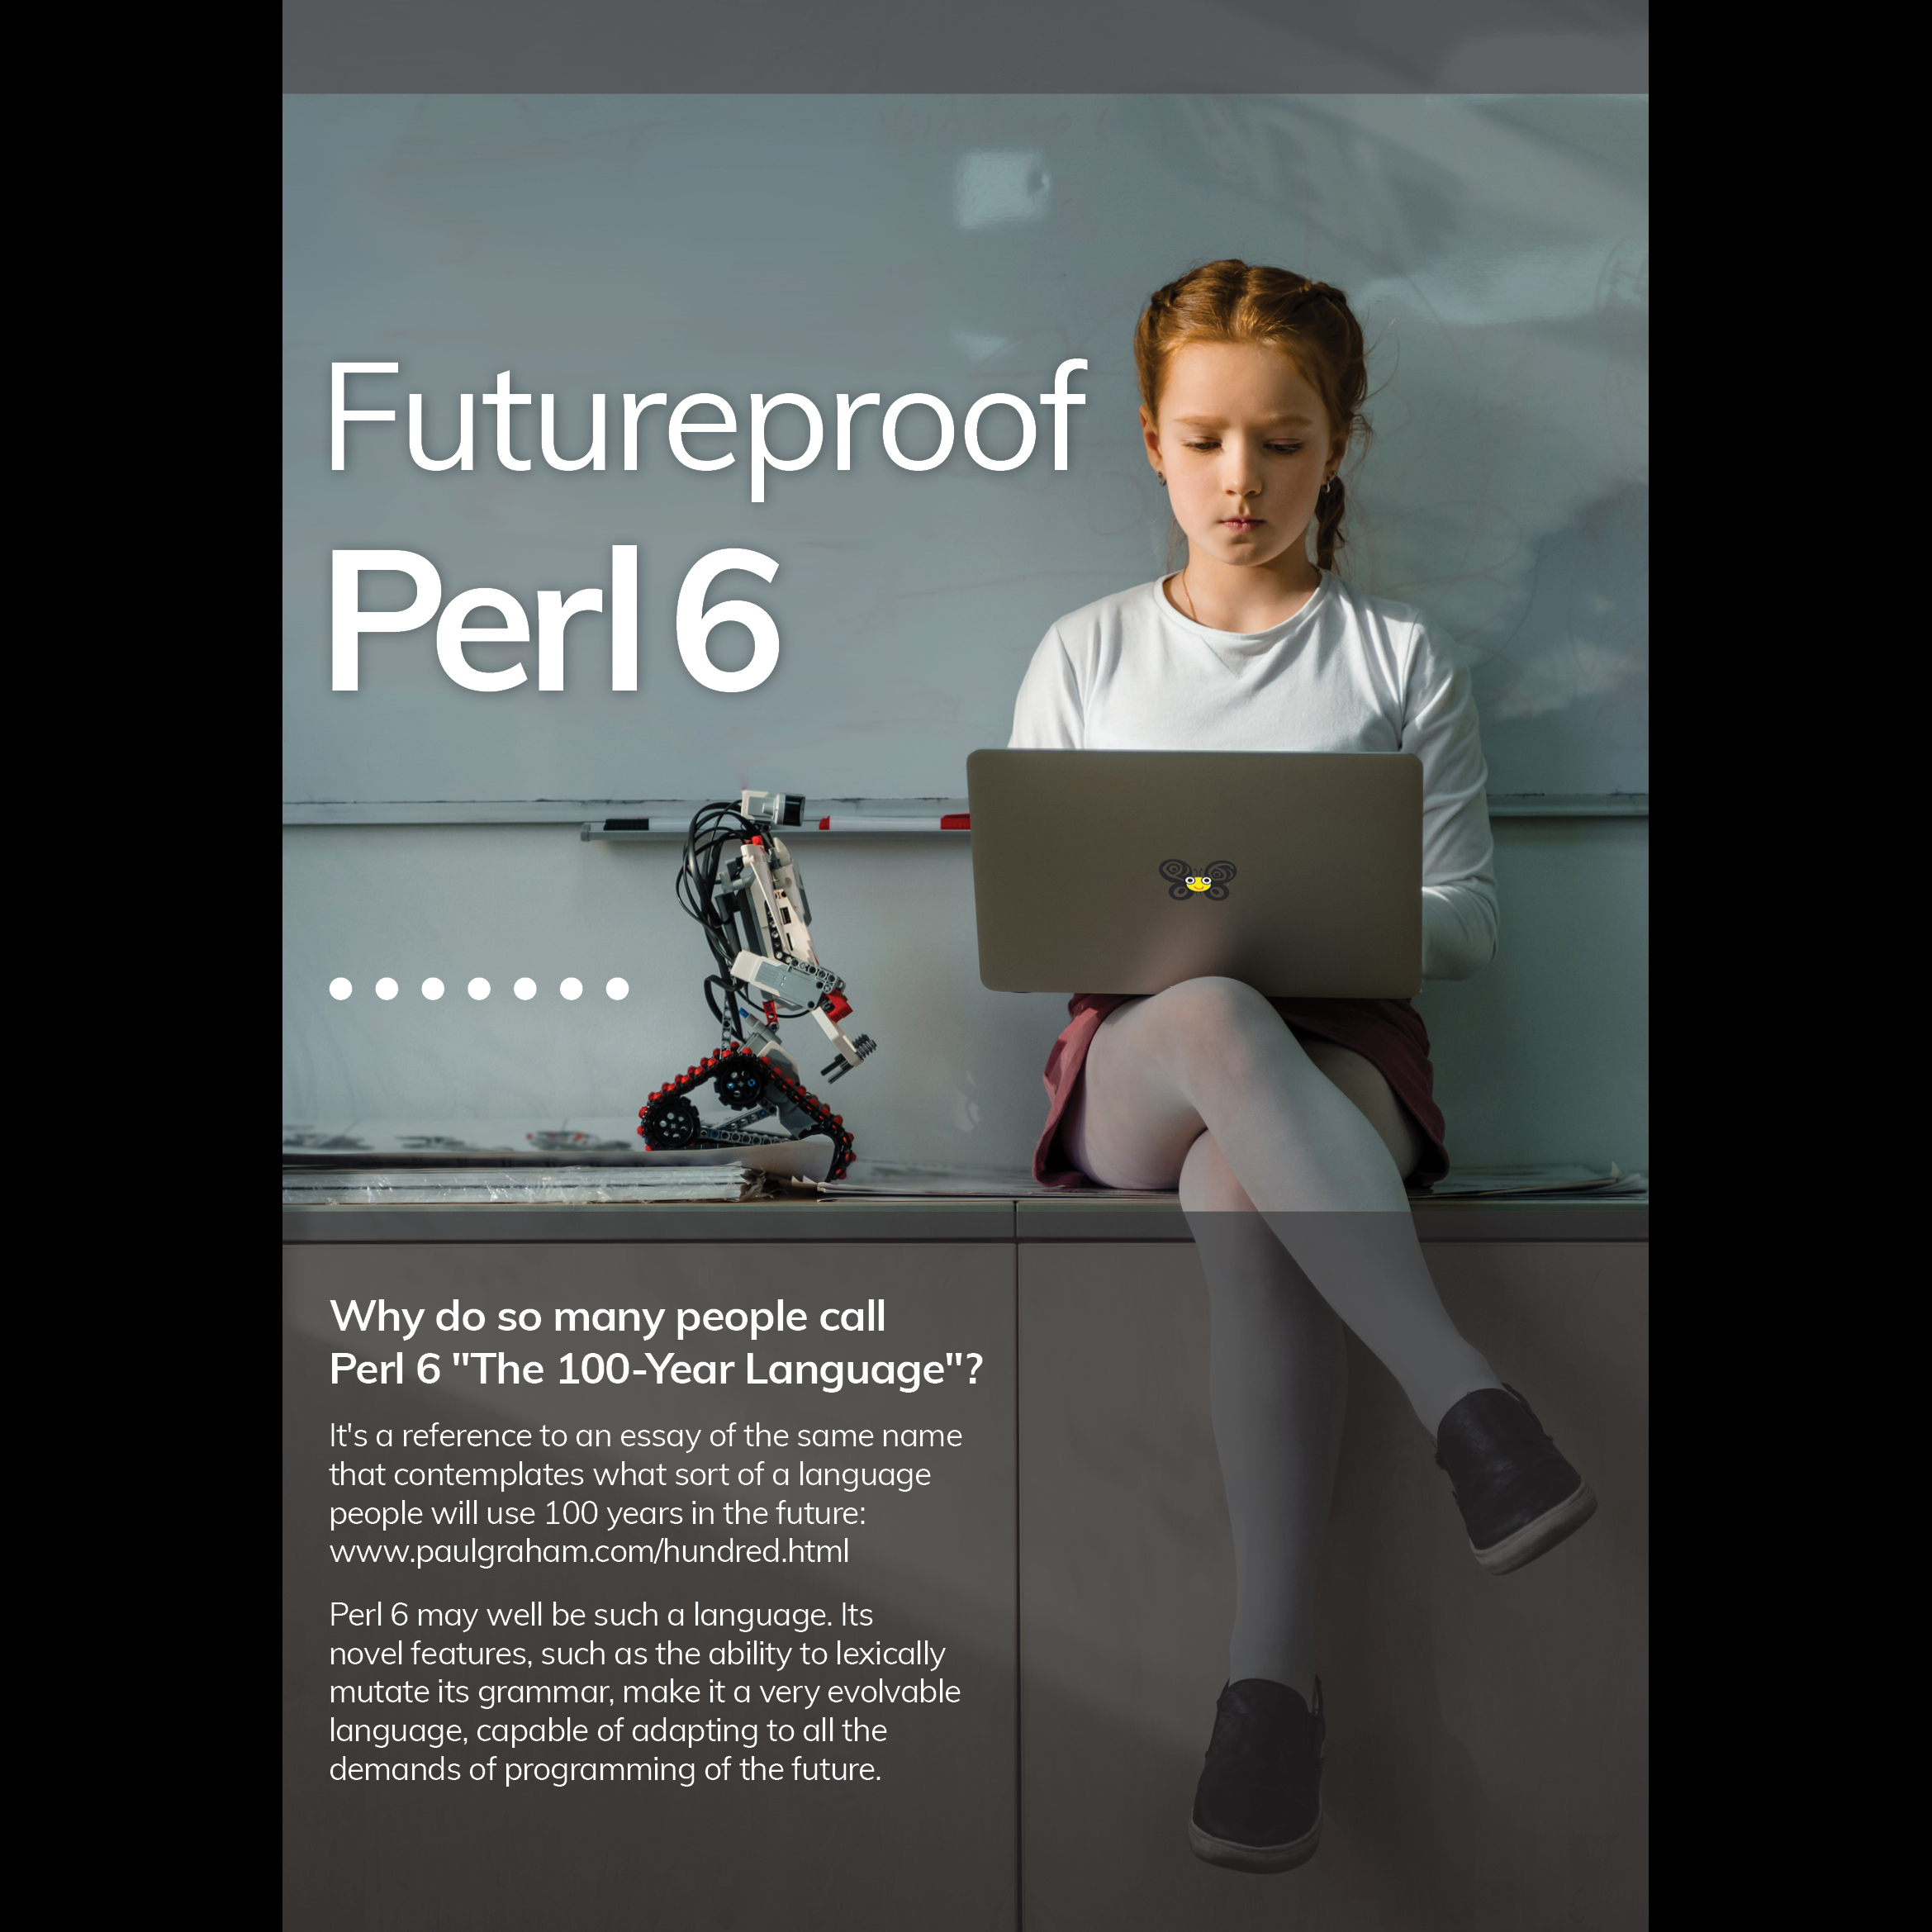 Futureproof
Perl 6
Why do so many people call
Perl 6 "The 100-Year Language"?
It's a reference to an essay of the same name
that contemplates what sort of a language
people will use 100 years in the future:
www.paulgraham.com/hundred.html
Perl 6 may well be such a language. Its
novel features, such as the ability to lexically
mutate its grammar, make it a very evolvable
language, capable of adapting to all the
demands of programming of the future.